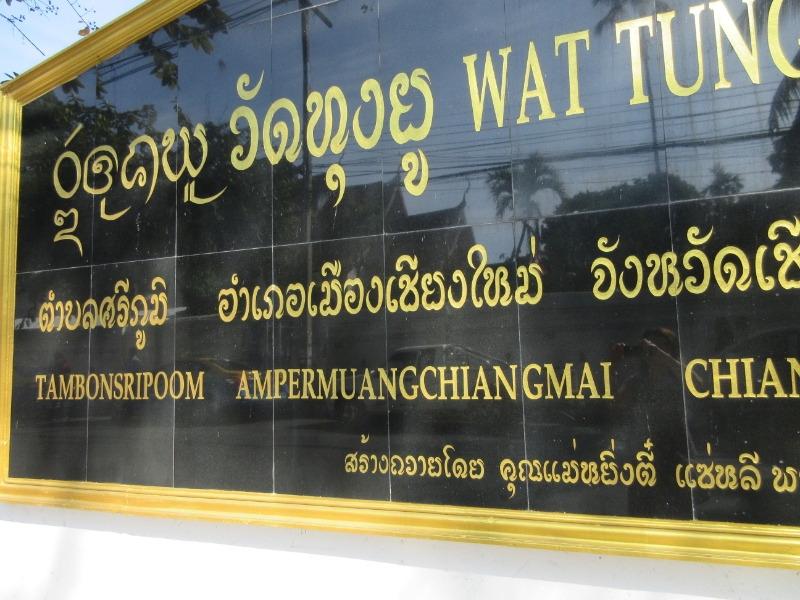 วัดทุงยู WAT TUNG
ตำบลศรีภูมิ อำเภอเมืองเชียงใหม่ จังหวัดเชี
TAMBONSRIPOOM AMPERMUANGCHIANGMAI CHIAN
สร้างถวายโดย คุณแม่หยิ่งตี่ แซ่หลี พ